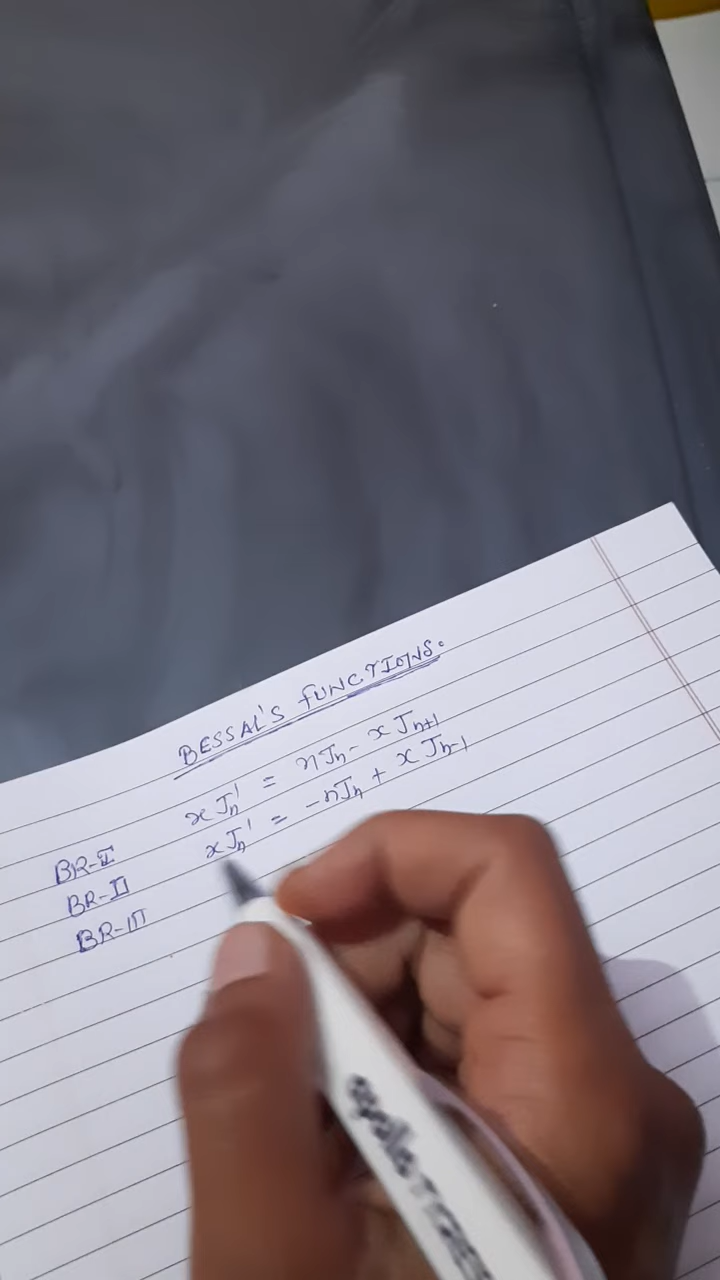 BESSAL'S FUNCTIONS.
BR-I xJn' = nJn - xJn+1
BR-II xJn' = -nJn + xJn-1
BR-III